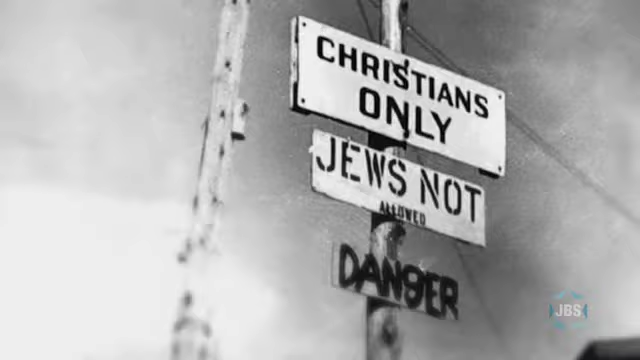 CHRISTIANS
ONLY
JEWS NOT
ALLOWED
DANGER
JBS